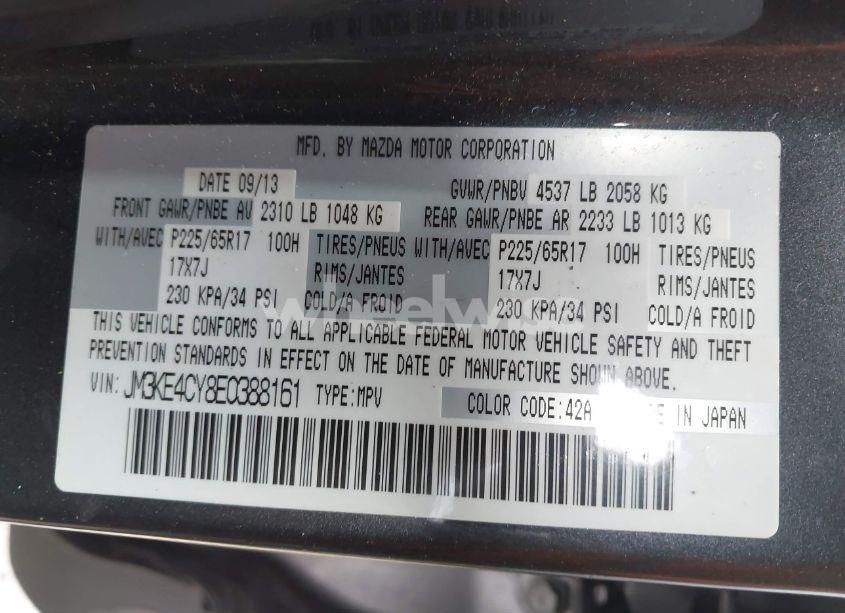 MFD. BY MAZDA MOTOR CORPORATION
DATE 09/13 GVWR/PNBV 4537 LB 2058 KG
FRONT GAWR/PNBE AV 2310 LB 1048 KG REAR GAWR/PNBE AR 2233 LB 1013 KG
WITH/AVEC P225/65R17 100H TIRES/PNEUS WITH/AVEC P225/65R17 100H TIRES/PNEUS
17X7J RIMS/JANTES 17X7J RIMS/JANTES
230 KPA/34 PSI COLD/A FROID 230 KPA/34 PSI COLD/A FROID
THIS VEHICLE CONFORMS TO ALL APPLICABLE FEDERAL MOTOR VEHICLE SAFETY AND THEFT
PREVENTION STANDARDS IN EFFECT ON THE DATE OF MANUFACTURE SHOWN ABOVE.
VIN: JM3KE4CY8E0388161 TYPE:MPV COLOR CODE:42A IN JAPAN